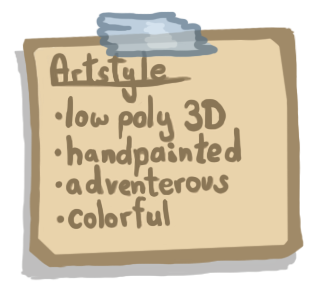 Artstyle
•low poly 3D
•handpainted
•adventerous
•colorful